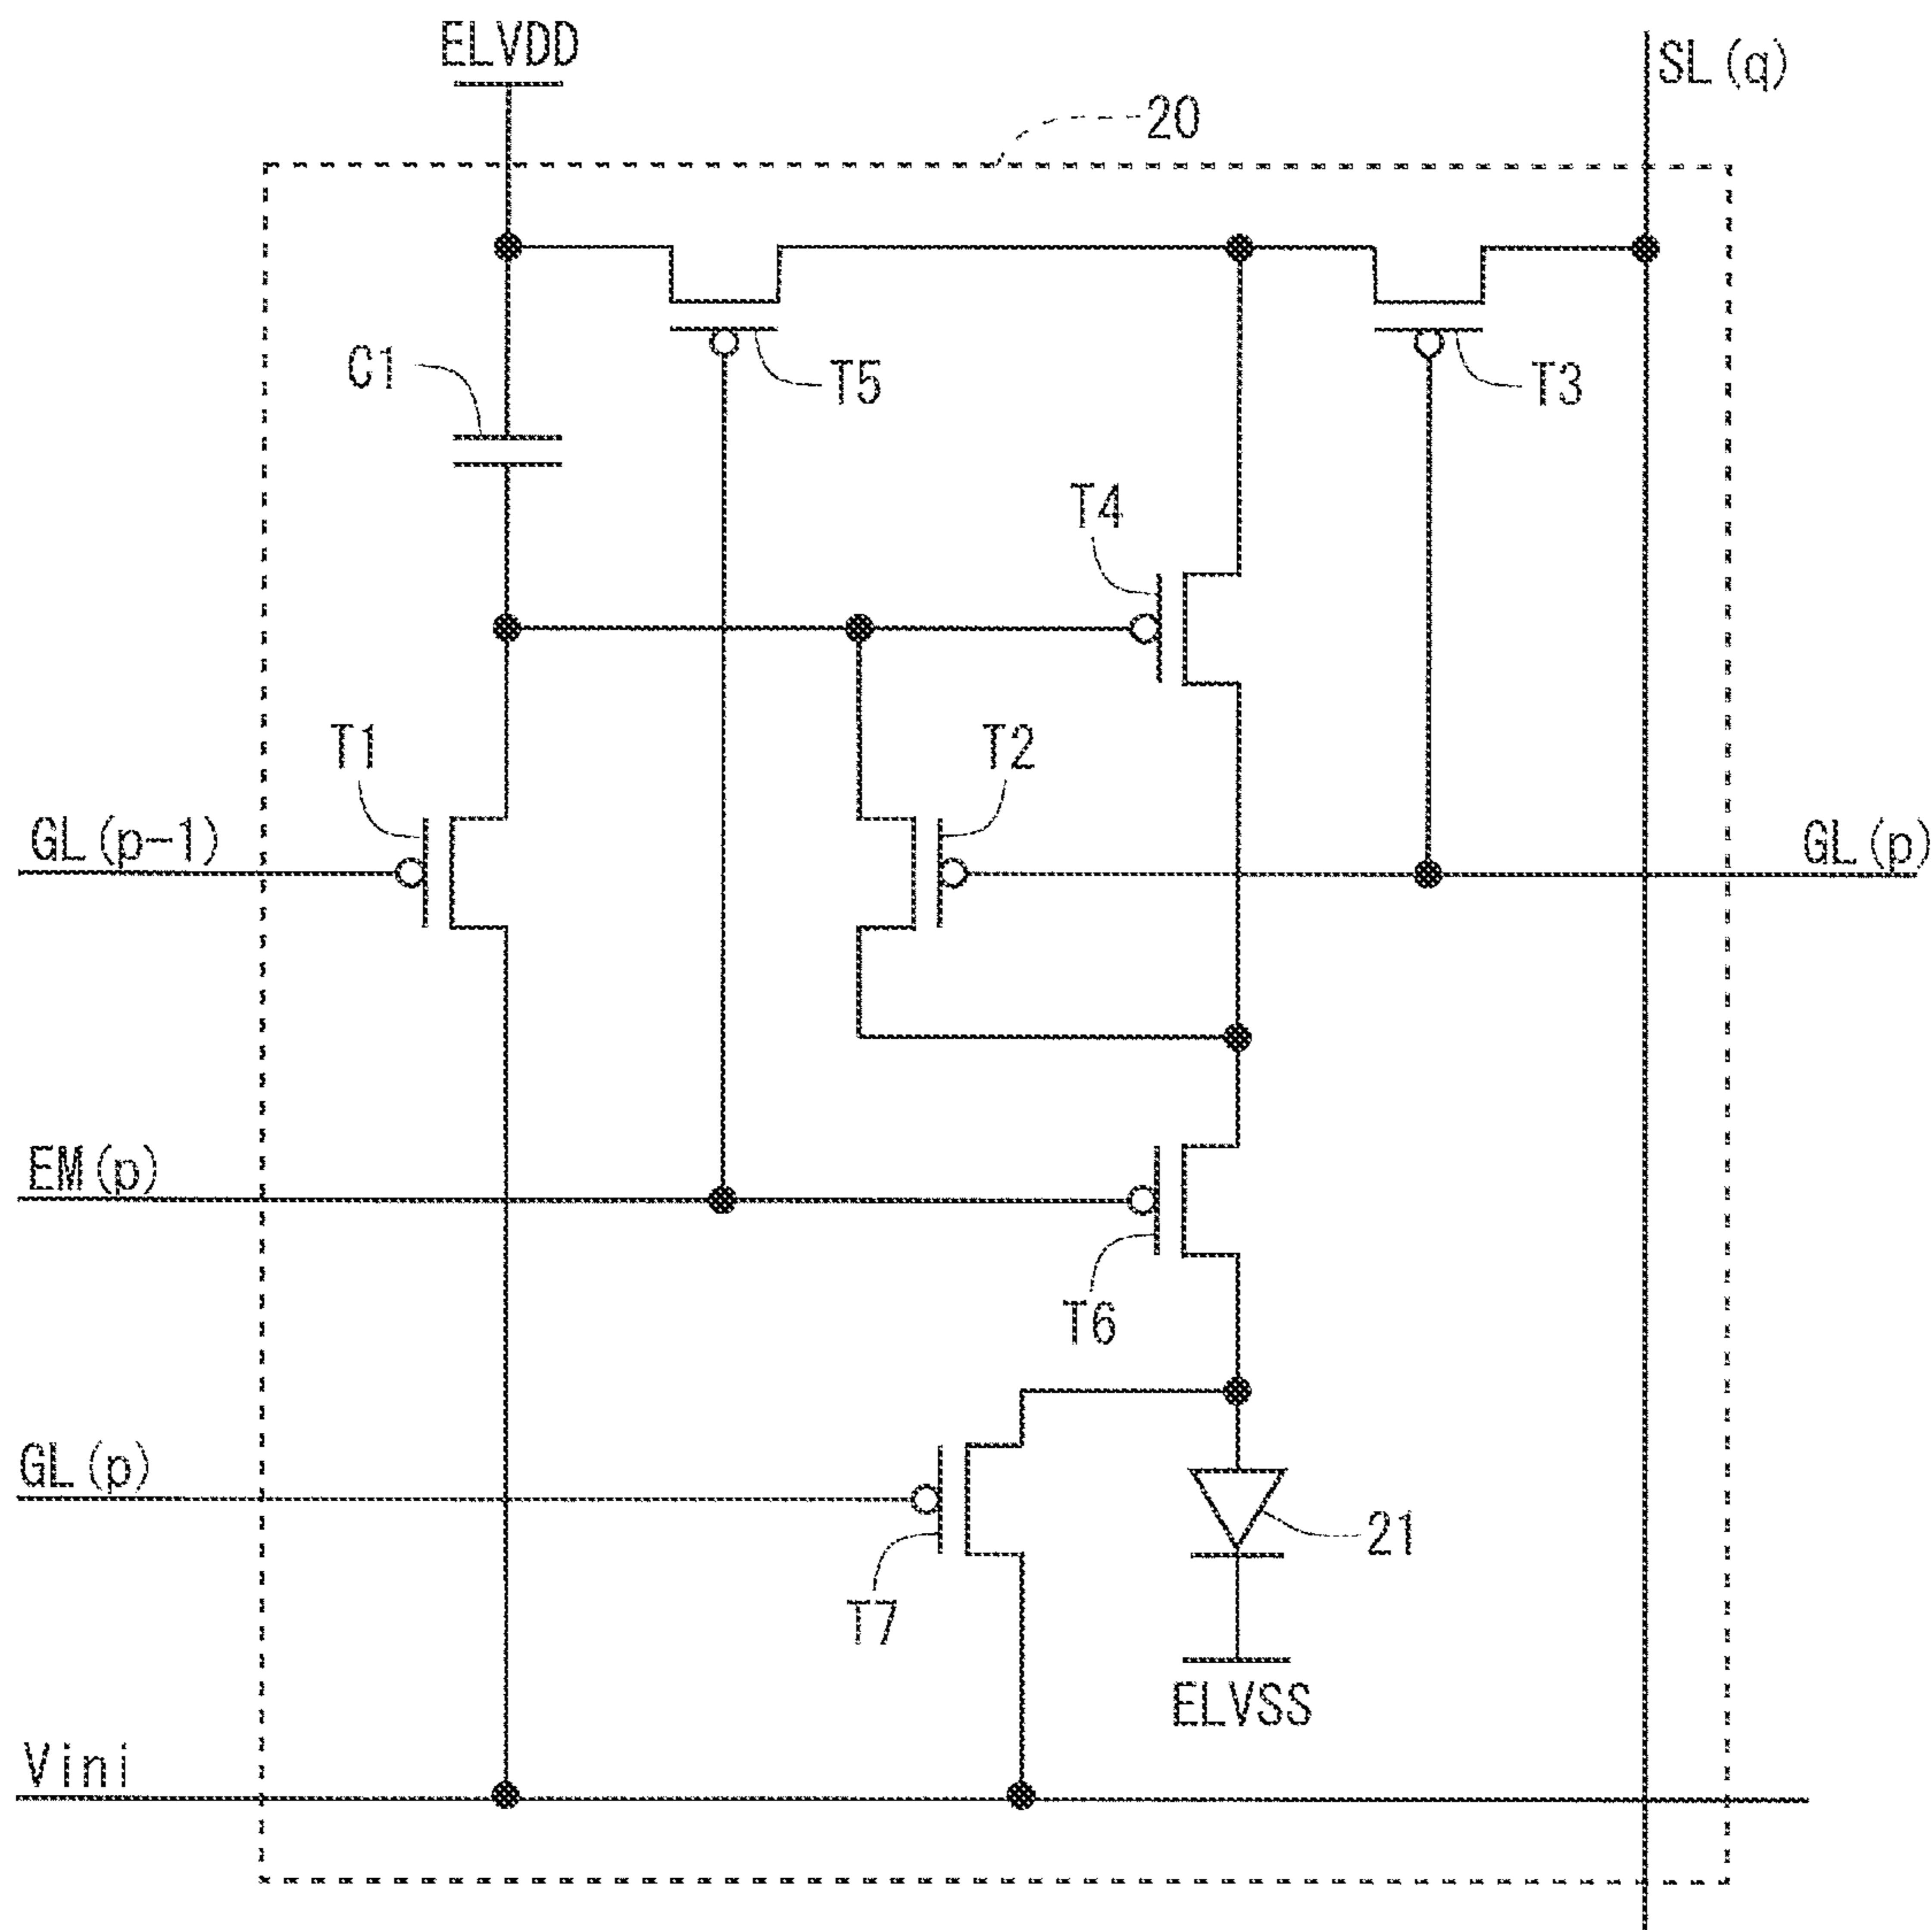 ELVDD
SL(q)
20
C1
T5
T3
T4
T1
T2
GL(p-1)
GL(p)
EM(p)
T6
GL(p)
21
T7
ELVSS
Vini